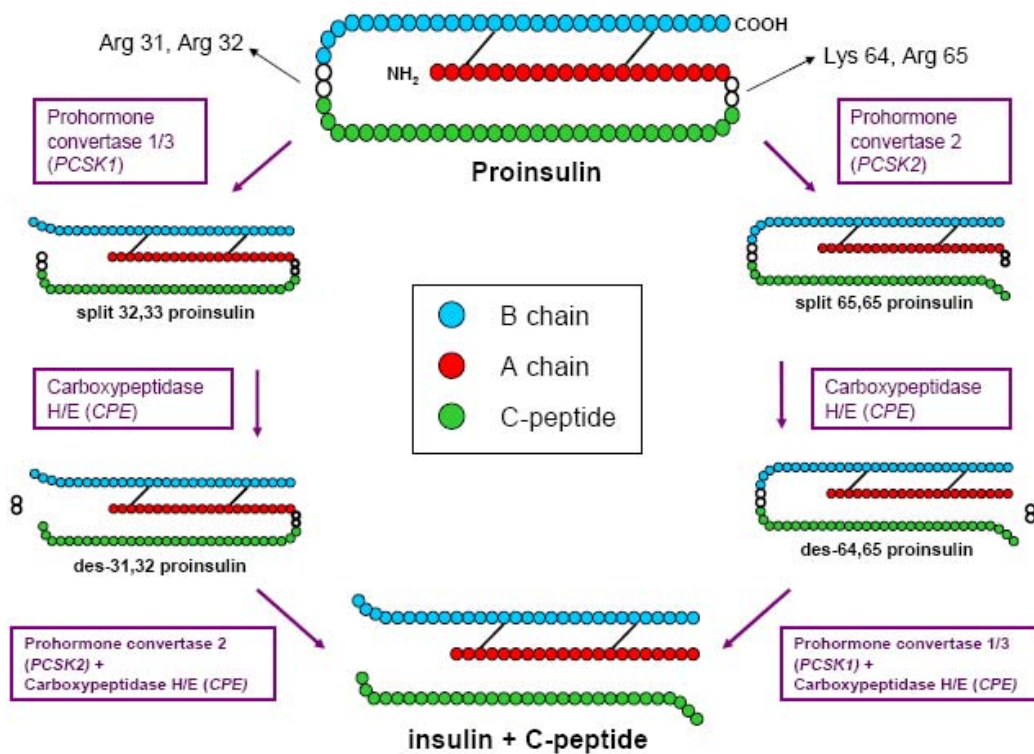 Arg 31, Arg 32
COOH
NH2
Lys 64, Arg 65
Prohormone
convertase 1/3
(PCSK1)
Proinsulin
Prohormone
convertase 2
(PCSK2)
split 32,33 proinsulin
split 65,65 proinsulin
B chain
A chain
C-peptide
Carboxypeptidase
H/E (CPE)
Carboxypeptidase
H/E (CPE)
des-31,32 proinsulin
des-64,65 proinsulin
Prohormone convertase 2
(PCSK2) +
Carboxypeptidase H/E (CPE)
Prohormone convertase 1/3
(PCSK1) +
Carboxypeptidase H/E (CPE)
insulin + C-peptide